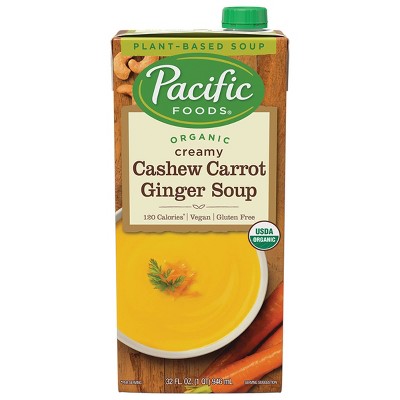 PLANT-BASED SOUP
Pacific
FOODS®
ORGANIC
creamy
Cashew Carrot
Ginger Soup
120 Calories* | Vegan | Gluten Free
USDA
ORGANIC
32 FL. OZ. (1 QT) 946 mL